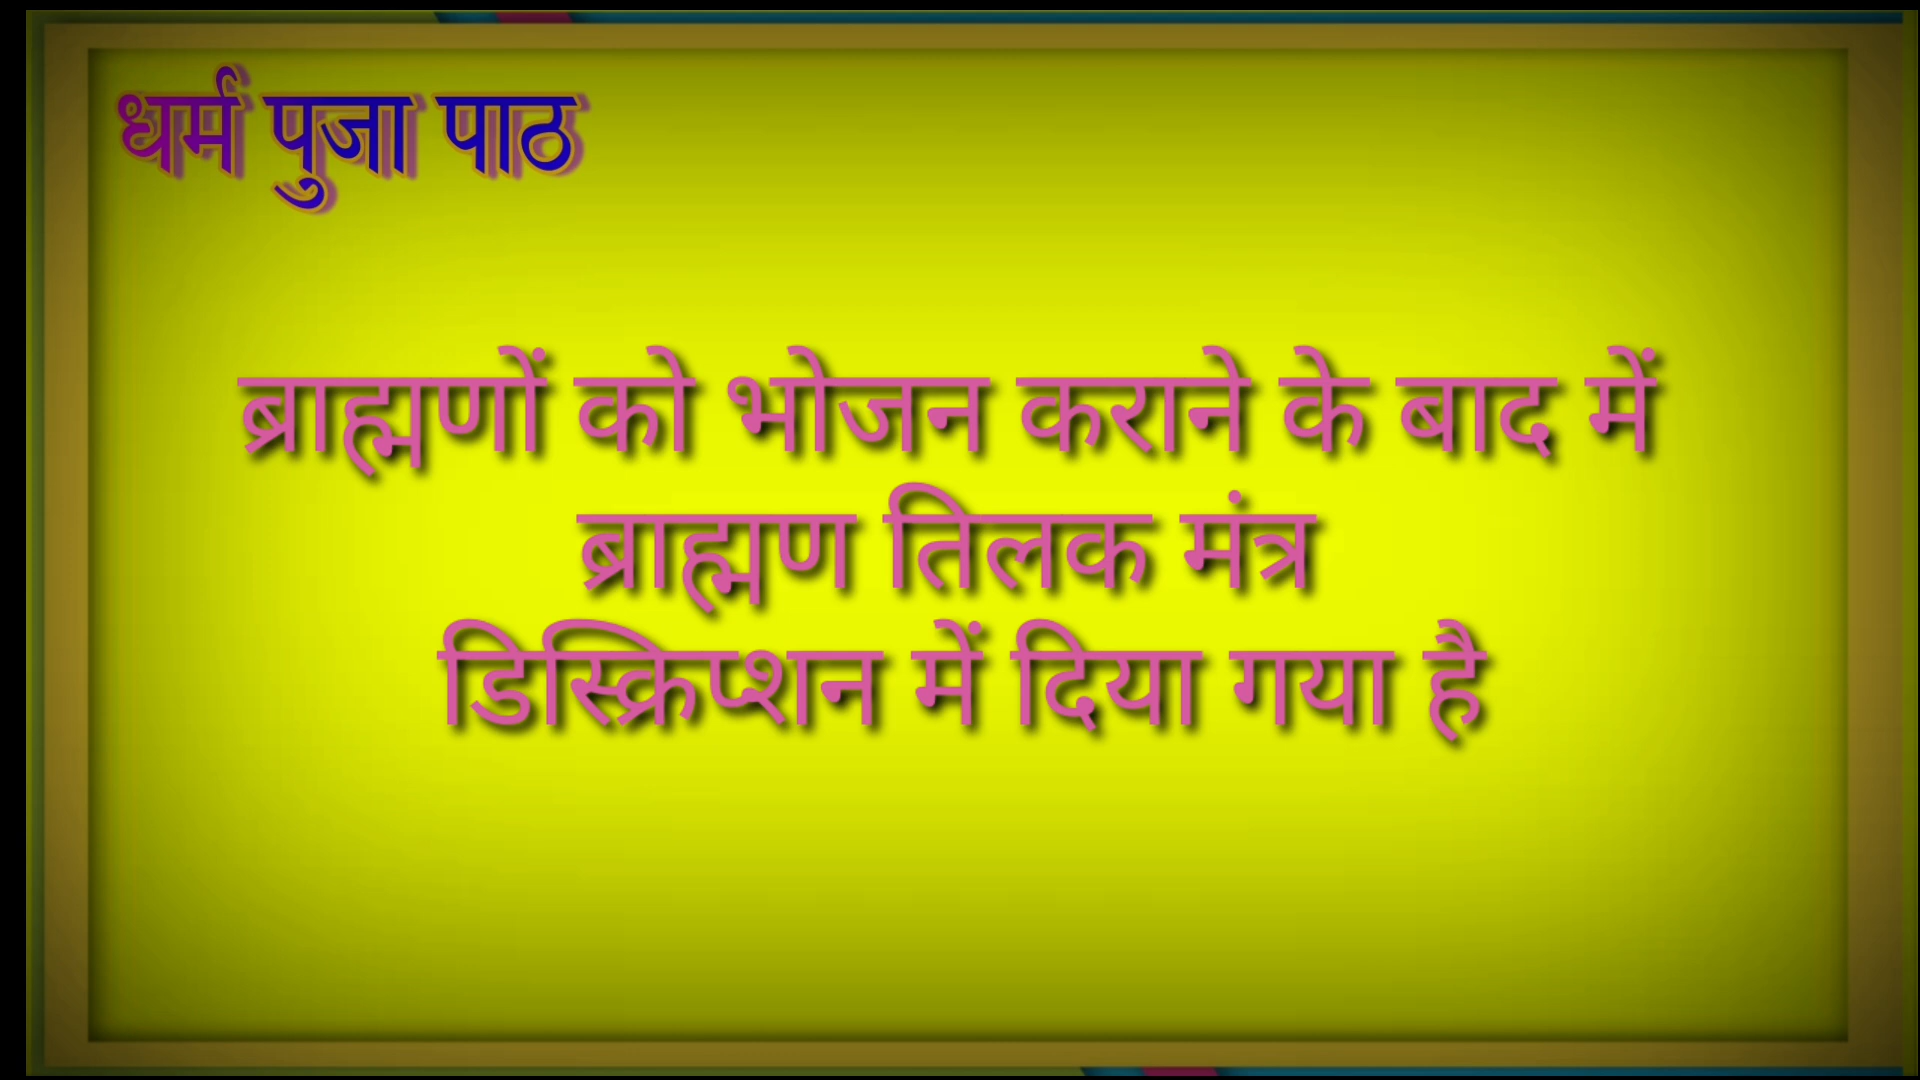 धर्म पुजा पाठ
ब्राह्मणों को भोजन कराने के बाद में
ब्राह्मण तिलक मंत्र
डिस्क्रिप्शन में दिया गया है